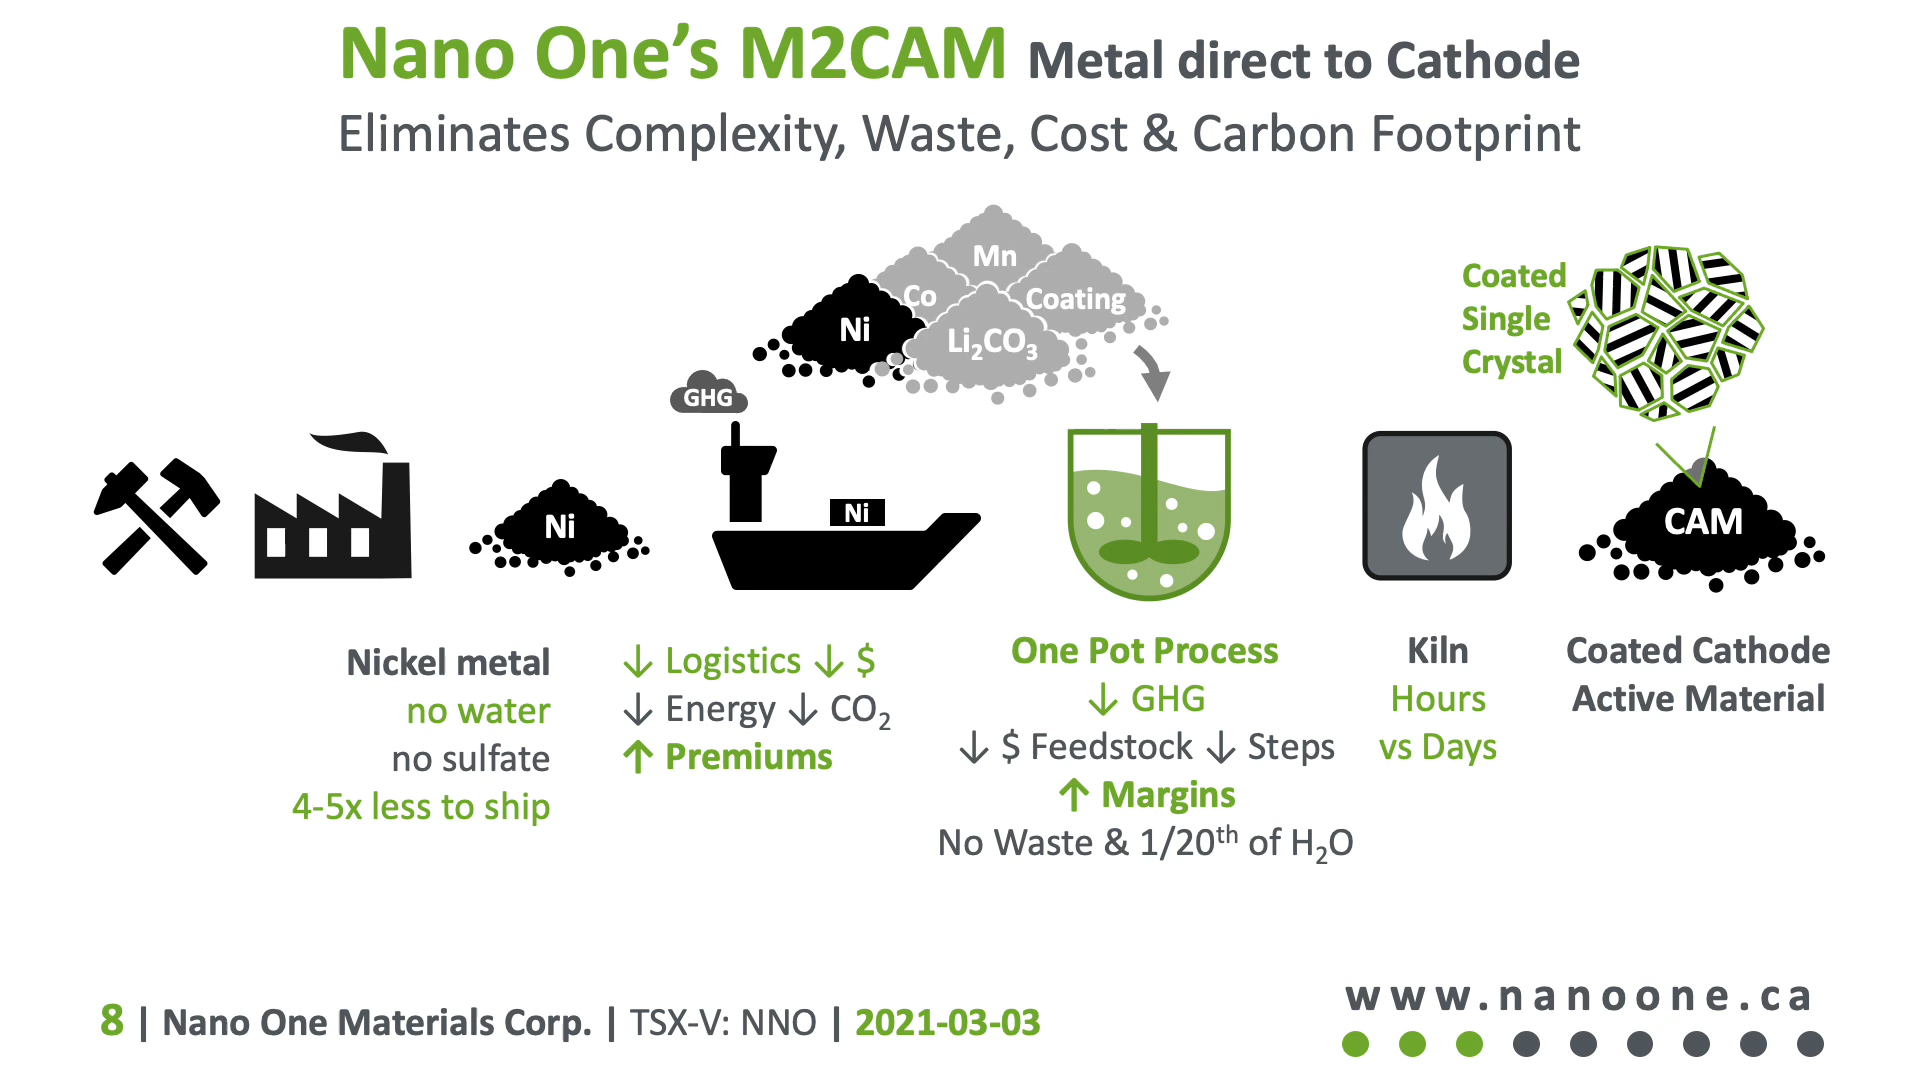 Nano One’s M2CAM Metal direct to Cathode
Eliminates Complexity, Waste, Cost & Carbon Footprint
Mn
Co
Coating
Ni
Li₂CO₃
GHG
Coated
Single
Crystal
Ni
Ni
CAM
Nickel metal
no water
no sulfate
4-5x less to ship
↓ Logistics ↓ $
↓ Energy ↓ CO₂
↑ Premiums
One Pot Process
↓ GHG
↓ $ Feedstock ↓ Steps
↑ Margins
No Waste & 1/20ᵗʰ of H₂O
Kiln
Hours
vs Days
Coated Cathode
Active Material
8 | Nano One Materials Corp. | TSX-V: NNO | 2021-03-03
www.nanoone.ca